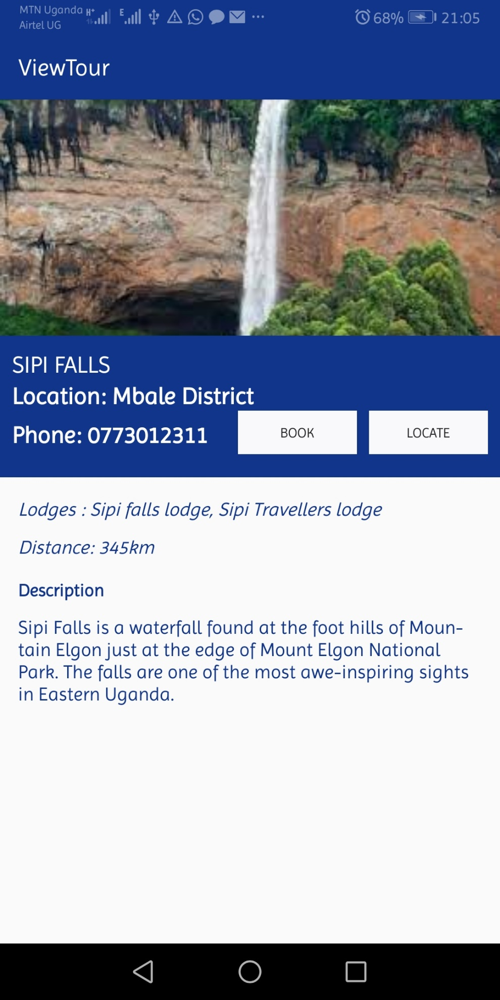 MTN Uganda H+ E 68% 21:05
Airtel UG
ViewTour
SIPI FALLS
Location: Mbale District
Phone: 0773012311
BOOK
LOCATE
Lodges : Sipi falls lodge, Sipi Travellers lodge
Distance: 345km
Description
Sipi Falls is a waterfall found at the foot hills of Moun-
tain Elgon just at the edge of Mount Elgon National
Park. The falls are one of the most awe-inspiring sights
in Eastern Uganda.